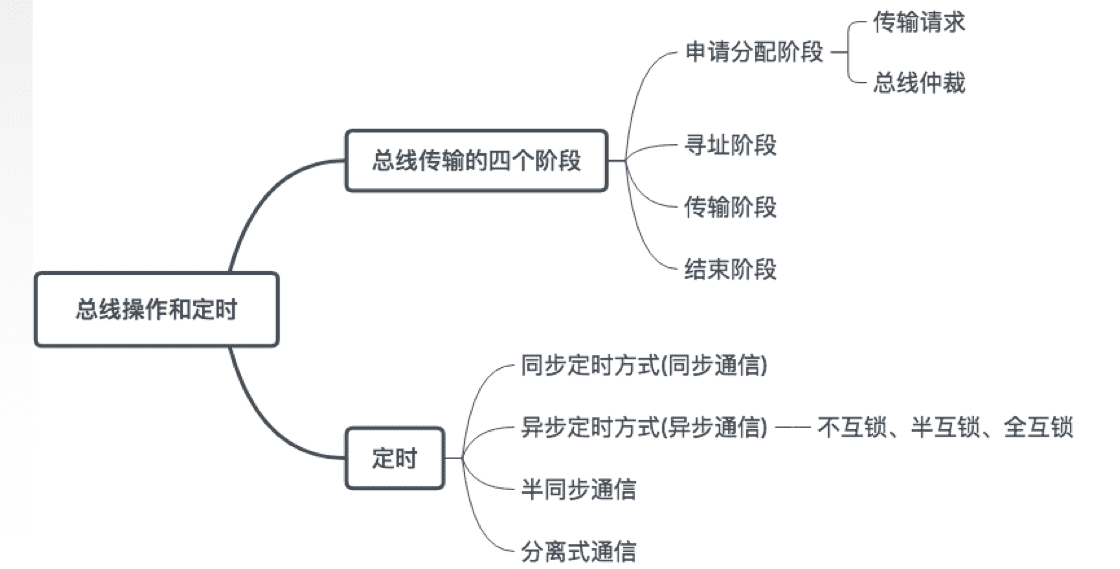 总线操作和定时
总线传输的四个阶段
申请分配阶段
传输请求
总线仲裁
寻址阶段
传输阶段
结束阶段
定时
同步定时方式(同步通信)
异步定时方式(异步通信)
不互锁、半互锁、全互锁
半同步通信
分离式通信